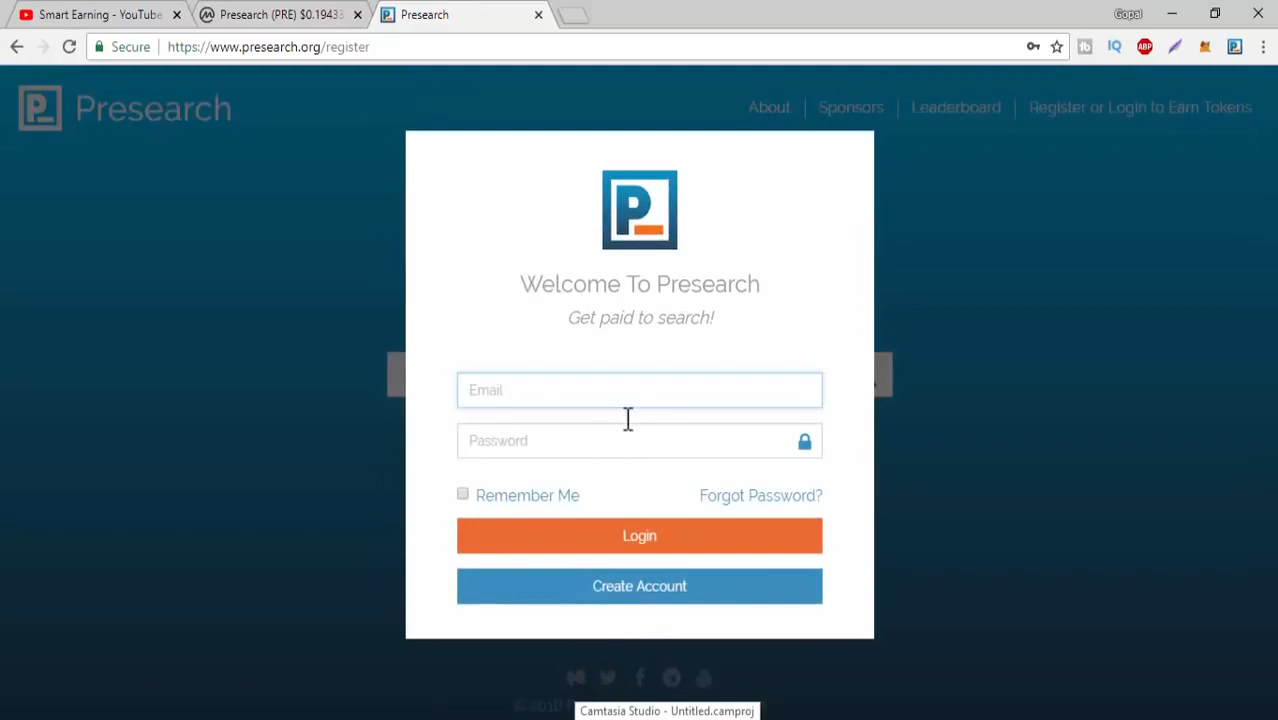 Smart Earning - YouTube
Presearch (PRE) $0.19433
Presearch
Gopal
Secure
https://www.presearch.org/register
Presearch
About
Sponsors
Leaderboard
Register or Login to Earn Tokens
Welcome To Presearch
Get paid to search!
Email
Password
Remember Me
Forgot Password?
Login
Create Account
Camtasia Studio - Untitled.camproj